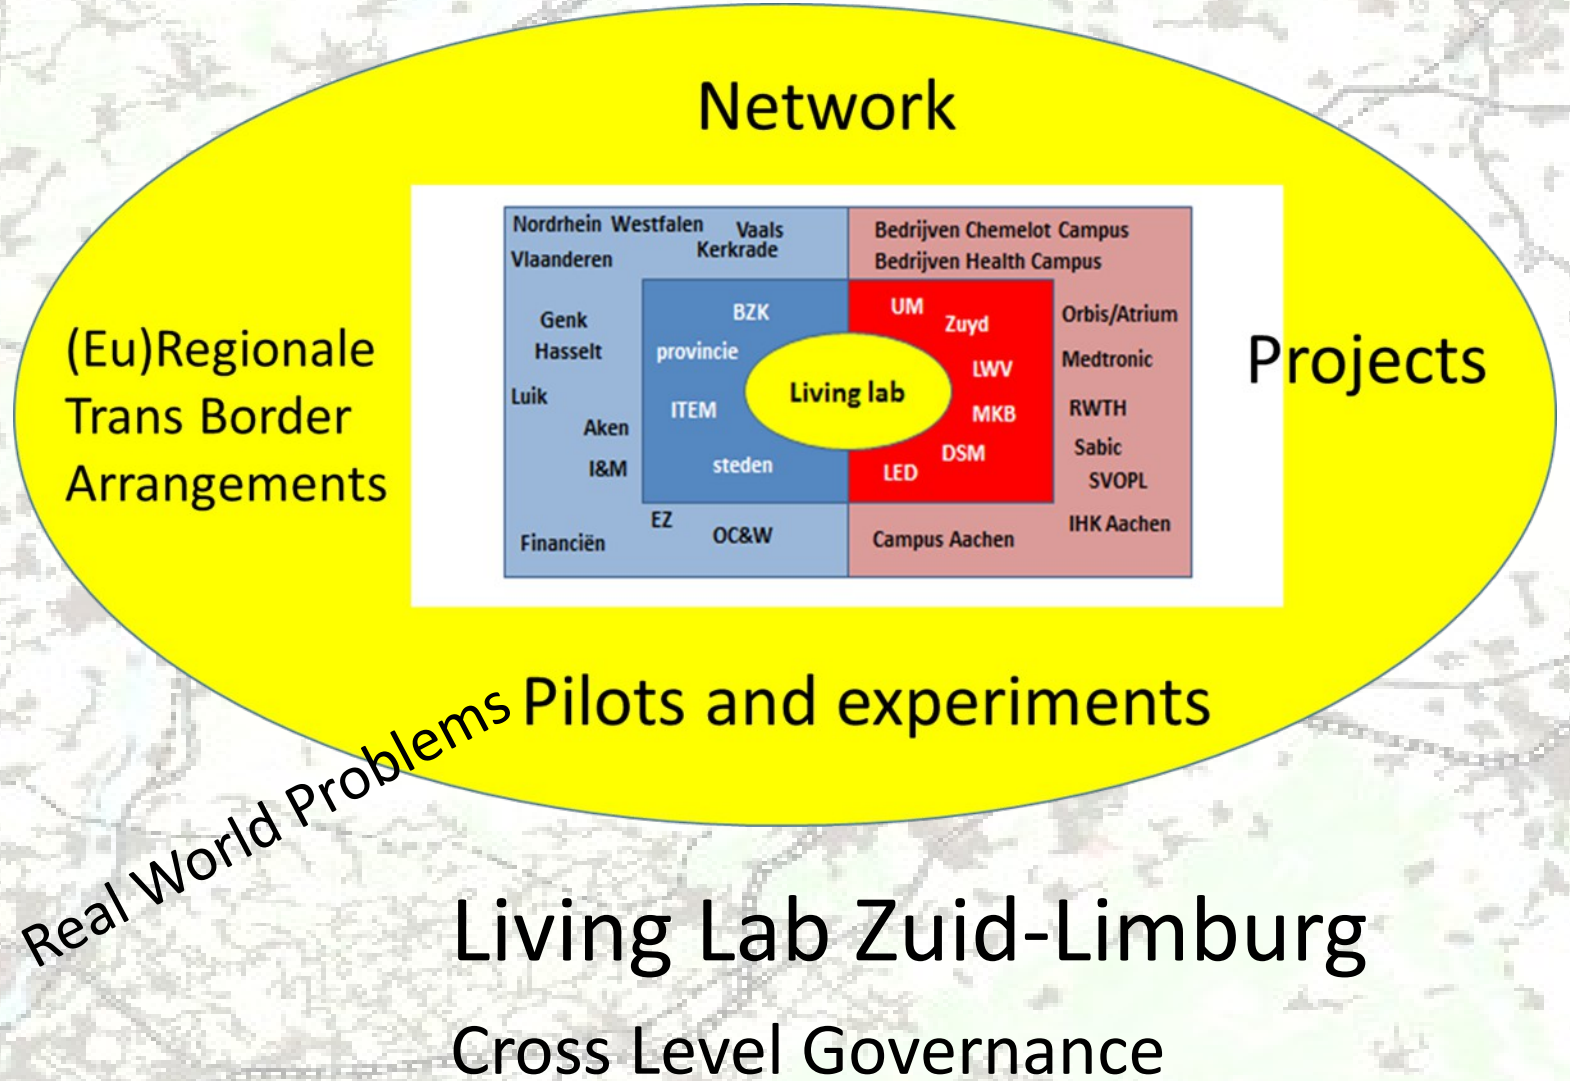 Network
(Eu)Regionale
Trans Border
Arrangements
Nordrhein Westfalen
Vaals
Kerkrade
Vlaanderen
Genk
Hasselt
Luik
Aken
I&M
Financiën
EZ
OC&W
BZK
provincie
ITEM
steden
Living lab
UM
Zuyd
LWV
MKB
DSM
LED
Bedrijven Chemelot Campus
Bedrijven Health Campus
Orbis/Atrium
Medtronic
RWTH
Sabic
SVOPL
IHK Aachen
Campus Aachen
Projects
Pilots and experiments
Real World Problems
Living Lab Zuid-Limburg
Cross Level Governance